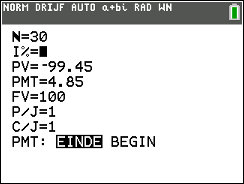 NORM DRIJF AUTO a+bi RAD WN
N=30
I%=
PV=-99.45
PMT=4.85
FV=100
P/J=1
C/J=1
PMT: EINDE BEGIN